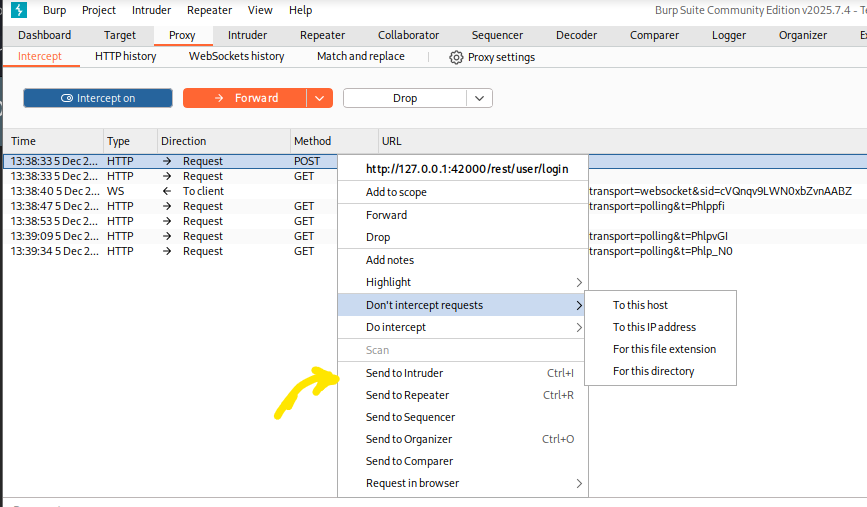 Burp Project Intruder Repeater View Help Burp Suite Community Edition v2025.7.4 - Te
Dashboard Target Proxy Intruder Repeater Collaborator Sequencer Decoder Comparer Logger Organizer Ex
Intercept HTTP history WebSockets history Match and replace Proxy settings
Intercept on Forward Drop
Time Type Direction Method URL
13:38:33 5 Dec 2... HTTP → Request POST
13:38:33 5 Dec 2... HTTP → Request GET
13:38:40 5 Dec 2... WS ← To client transport=websocket&sid=cVQnqv9LWN0xbZvnAABZ
13:38:47 5 Dec 2... HTTP → Request GET transport=polling&t=Phlppfi
13:38:53 5 Dec 2... HTTP → Request GET
13:39:09 5 Dec 2... HTTP → Request GET transport=polling&t=PhlpvGI
13:39:34 5 Dec 2... HTTP → Request GET transport=polling&t=Phlp_N0
http://127.0.0.1:42000/rest/user/login
Add to scope
Forward
Drop
Add notes
Highlight
Don't intercept requests
Do intercept
Scan
Send to Intruder Ctrl+I
Send to Repeater Ctrl+R
Send to Sequencer
Send to Organizer Ctrl+O
Send to Comparer
Request in browser
To this host
To this IP address
For this file extension
For this directory